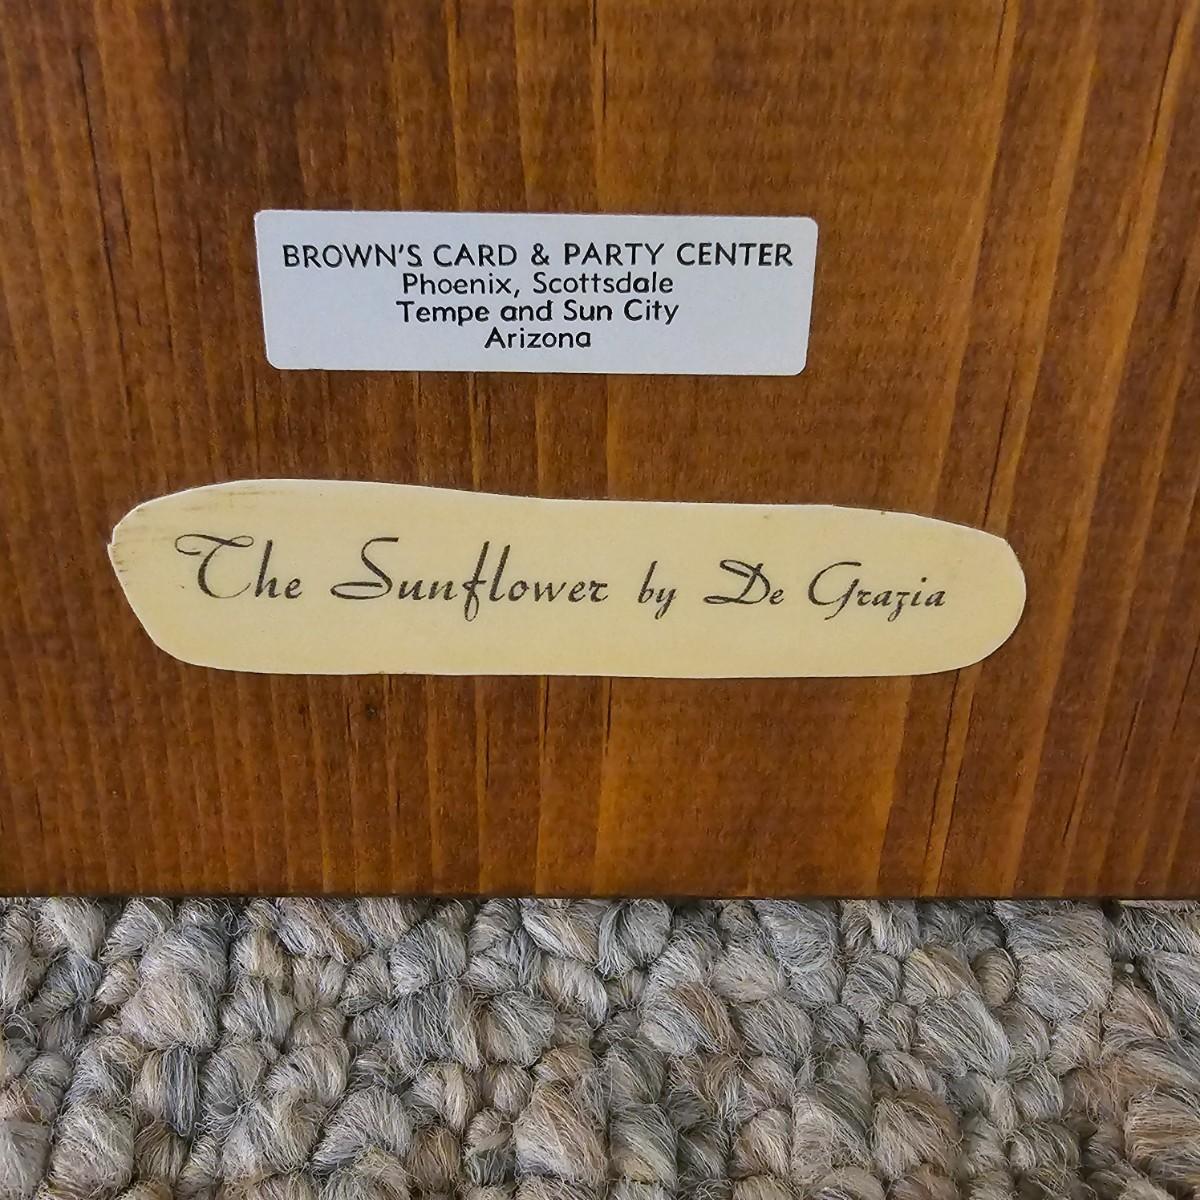 BROWN'S CARD & PARTY CENTER
Phoenix, Scottsdale
Tempe and Sun City
Arizona
The Sunflower by De Grazia